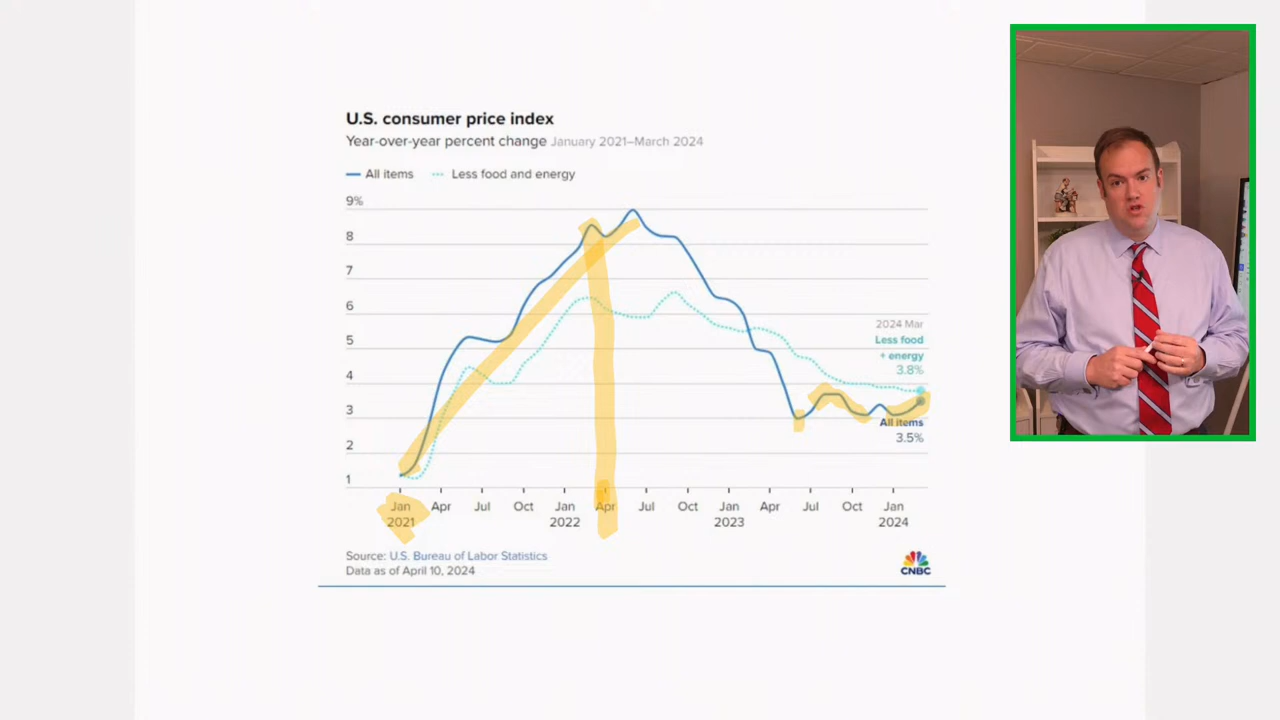 U.S. consumer price index
Year-over-year percent change January 2021–March 2024
All items Less food and energy
9%
8
7
6
5
4
3
2
1
2024 Mar
Less food
+ energy
3.8%
All items
3.5%
Jan Apr Jul Oct Jan Apr Jul Oct Jan Apr Jul Oct Jan
2021 2022 2023 2024
Source: U.S. Bureau of Labor Statistics
Data as of April 10, 2024
CNBC